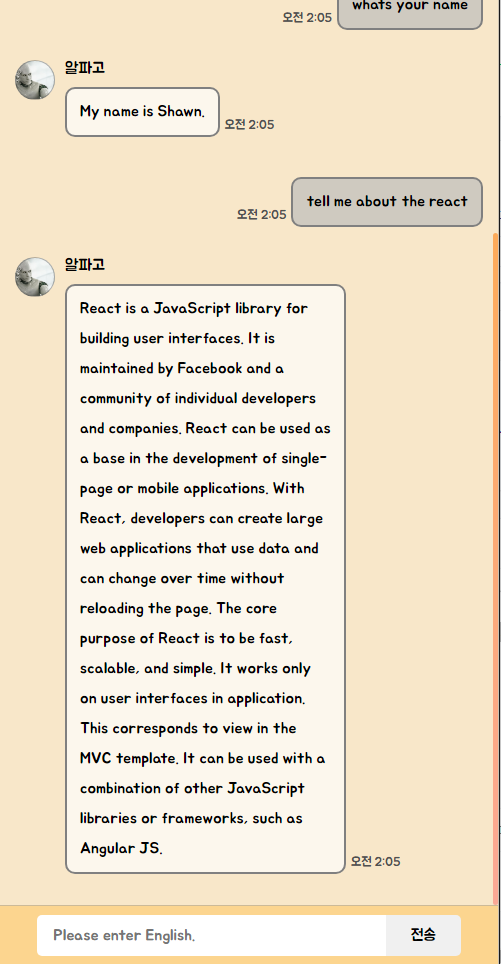 whats your name
오전 2:05
알파고
My name is Shawn.
오전 2:05
tell me about the react
오전 2:05
알파고
React is a JavaScript library for
building user interfaces. It is
maintained by Facebook and a
community of individual developers
and companies. React can be used as
a base in the development of single-
page or mobile applications. With
React, developers can create large
web applications that use data and
can change over time without
reloading the page. The core
purpose of React is to be fast,
scalable, and simple. It works only
on user interfaces in application.
This corresponds to view in the
MVC template. It can be used with a
combination of other JavaScript
libraries or frameworks, such as
Angular JS.
오전 2:05
Please enter English.
전송